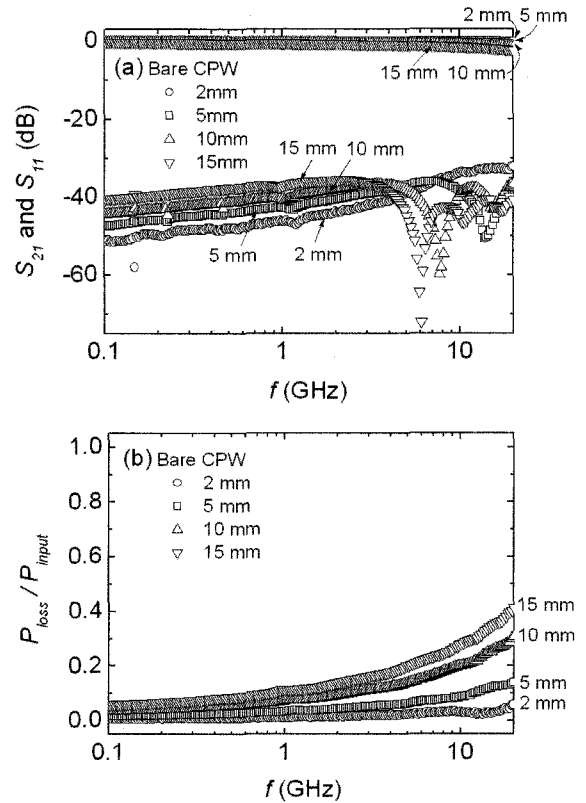 0
2 mm 5 mm
(a) Bare CPW
15 mm 10 mm
2mm
5mm
-20
10mm
15mm
S21 and S11 (dB)
15 mm
10 mm
-40
5 mm
2 mm
-60
0.1 1 10
f (GHz)
1.0
(b) Bare CPW
2 mm
0.8
5 mm
10 mm
15 mm
0.6
Ploss / Pinput
0.4
15 mm
10 mm
0.2
5 mm
2 mm
0.0
0.1 1 10
f (GHz)